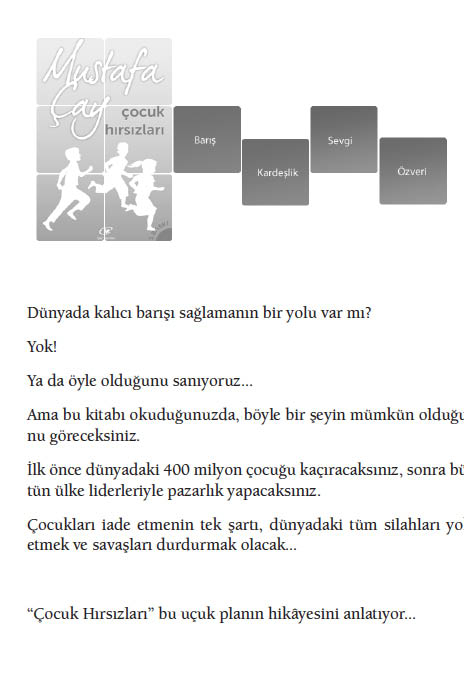 Mustafa
Çay
çocuk
hırsızları
Barış
Kardeşlik
Sevgi
Özveri
Dünyada kalıcı barışı sağlamanın bir yolu var mı?
Yok!
Ya da öyle olduğunu sanıyoruz...
Ama bu kitabı okuduğunuzda, böyle bir şeyin mümkün olduğu
nu göreceksiniz.
İlk önce dünyadaki 400 milyon çocuğu kaçıracaksınız, sonra bü
tün ülke liderleriyle pazarlık yapacaksınız.
Çocukları iade etmenin tek şartı, dünyadaki tüm silahları yo
etmek ve savaşları durdurmak olacak...
“Çocuk Hırsızları” bu uçuk planın hikâyesini anlatıyor...